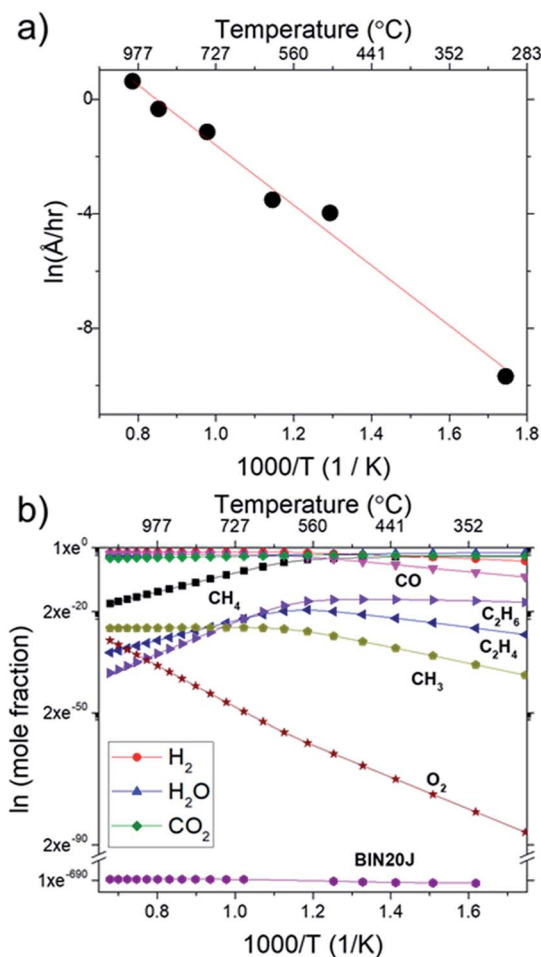 a)
Temperature (°C)
977 727 560 441 352 283
0
-4
-8
ln(Å/hr)
0.8 1.0 1.2 1.4 1.6 1.8
1000/T (1 / K)
b)
Temperature (°C)
977 727 560 441 352
1xe⁰
2xe⁻²⁰
2xe⁻⁵⁰
2xe⁻⁹⁰
1xe⁻⁶⁹⁰
ln (mole fraction)
CH₄
CO
C₂H₆
C₂H₄
CH₃
O₂
BIN20J
H₂
H₂O
CO₂
0.8 1.0 1.2 1.4 1.6
1000/T (1/K)